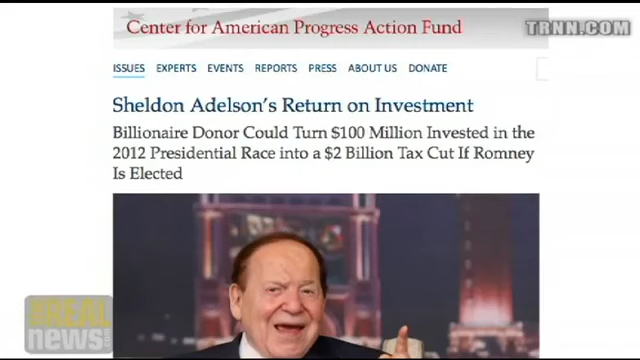 TRNN.COM
Center for American Progress Action Fund
ISSUES EXPERTS EVENTS REPORTS PRESS ABOUT US DONATE
Sheldon Adelson's Return on Investment
Billionaire Donor Could Turn $100 Million Invested in the
2012 Presidential Race into a $2 Billion Tax Cut If Romney
Is Elected
the REAL
news.com